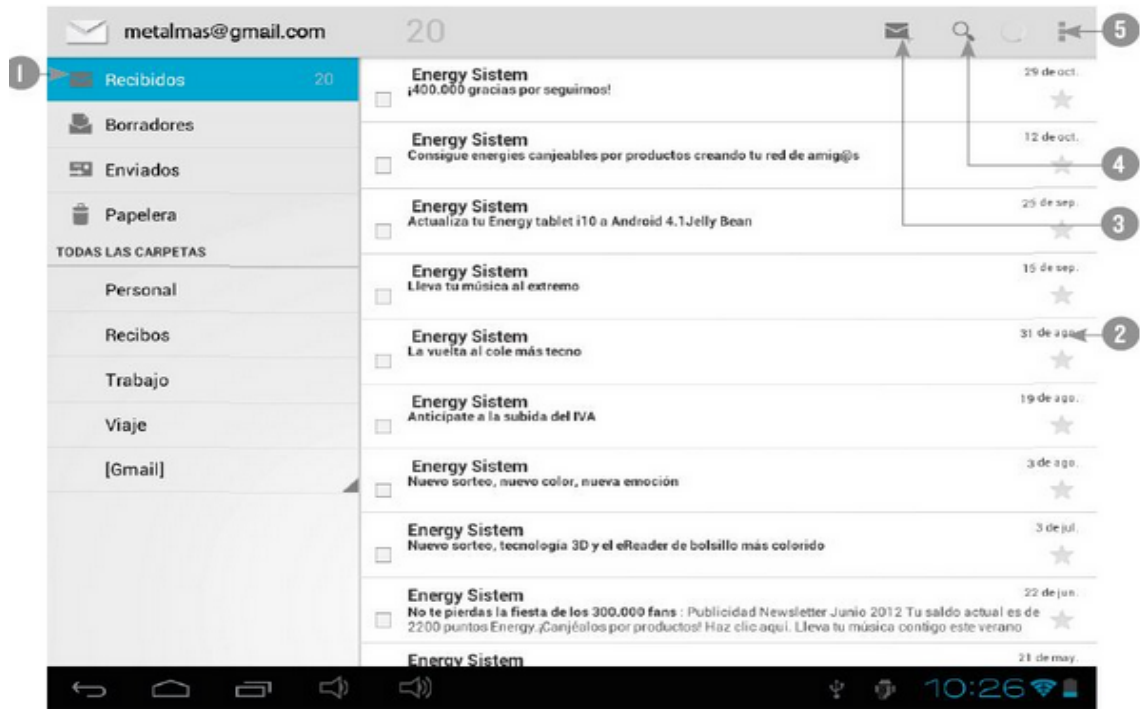 metalmas@gmail.com
20
5
1
Recibidos 20
Borradores
Enviados
Papelera
TODAS LAS CARPETAS
Personal
Recibos
Trabajo
Viaje
[Gmail]
Energy Sistem
29 de oct.
¡400.000 gracias por seguirnos!
Energy Sistem
12 de oct.
Consigue energies canjeables por productos creando tu red de amig@s
4
Energy Sistem
25 de sep.
Actualiza tu Energy tablet i10 a Android 4.1Jelly Bean
3
Energy Sistem
15 de sep.
Lleva tu música al extremo
Energy Sistem
31 de ago.
2
La vuelta al cole más tecno
Energy Sistem
19 de ago.
Anticípate a la subida del IVA
Energy Sistem
3 de ago.
Nuevo sorteo, nuevo color, nueva emoción
Energy Sistem
3 de jul.
Nuevo sorteo, tecnología 3D y el eReader de bolsillo más colorido
Energy Sistem
22 de jun.
No te pierdas la fiesta de los 300.000 fans : Publicidad Newsletter Junio 2012 Tu saldo actual es de
2200 puntos Energy.¡Canjéalos por productos! Haz clic aquí. Lleva tu música contigo este verano
Energy Sistem
21 de may.
10:26